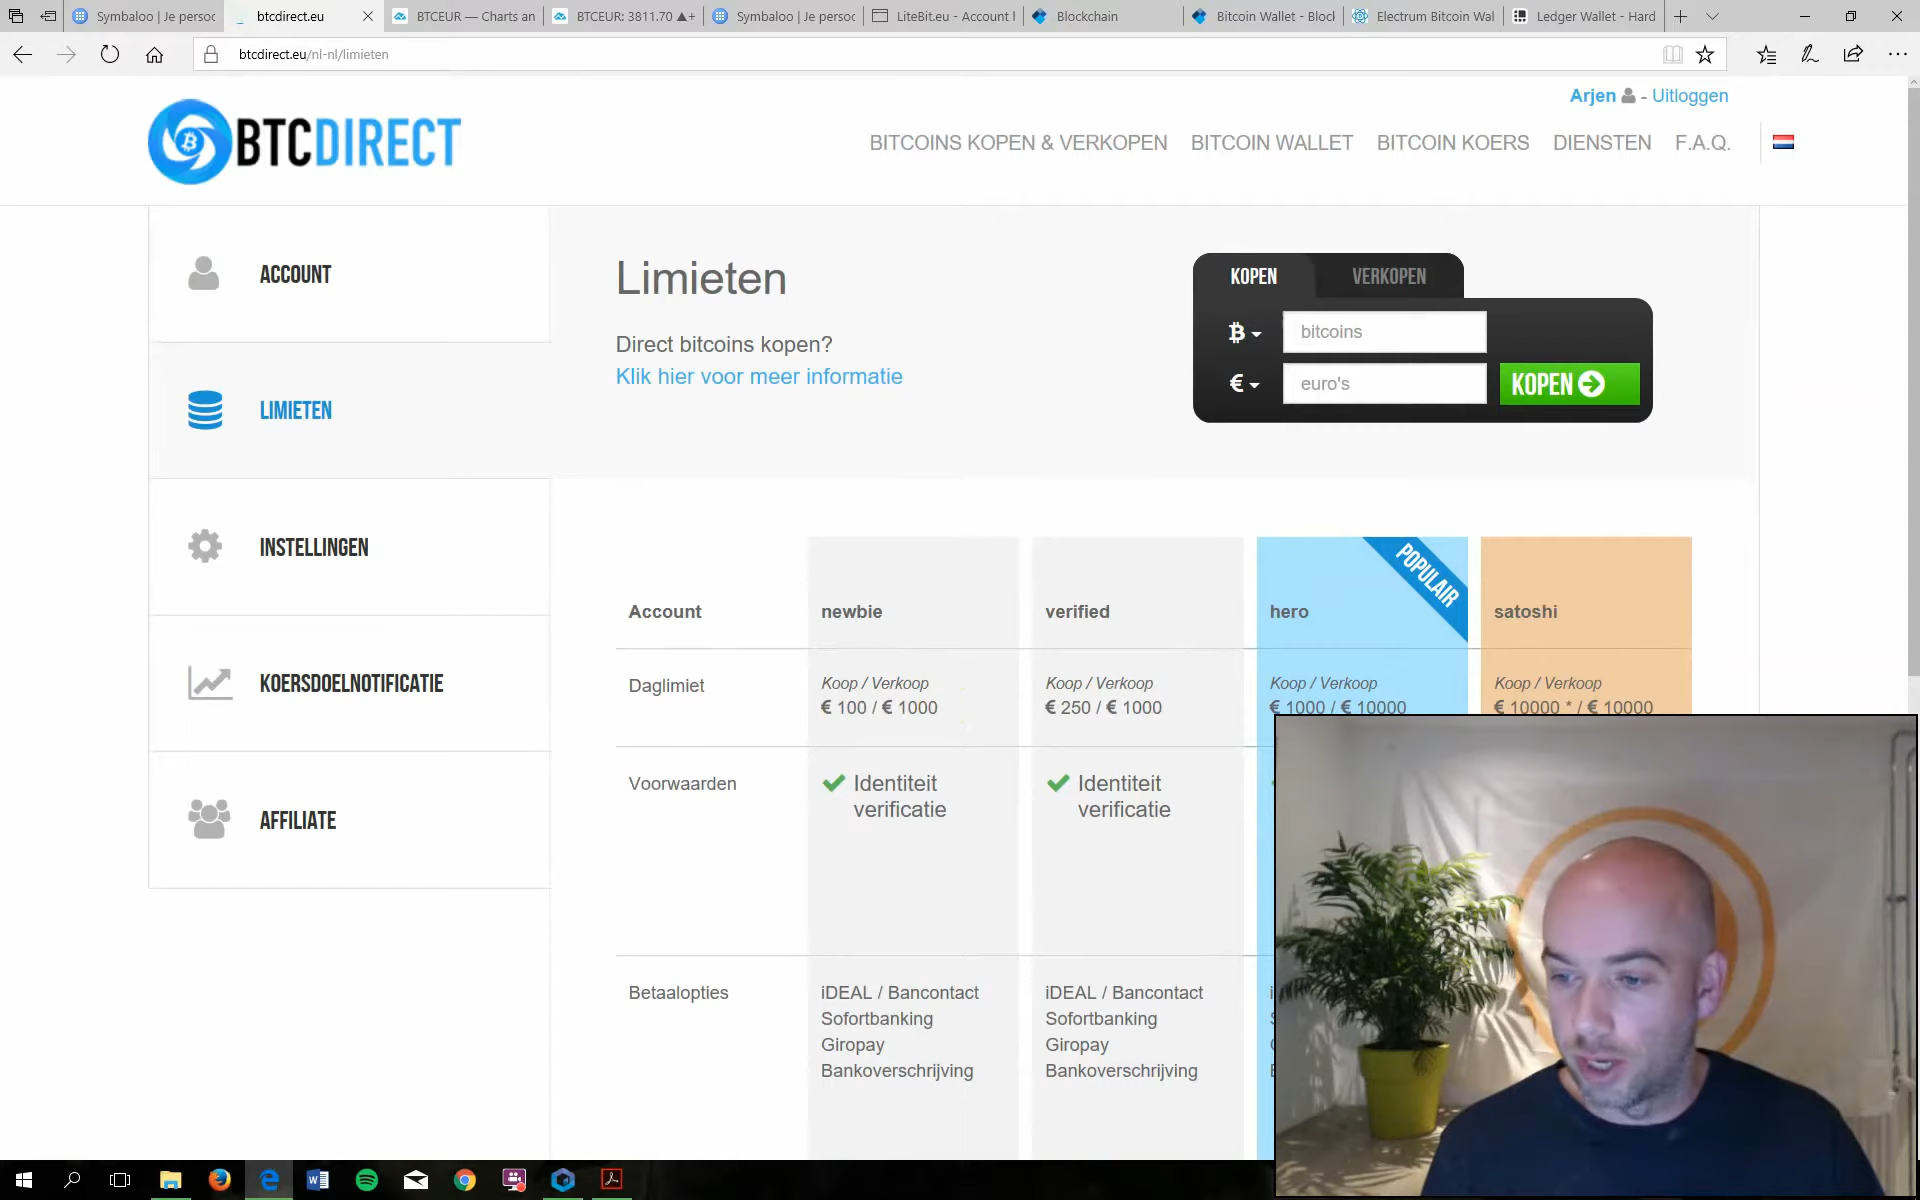 Symbaloo | Je persoc
btcdirect.eu
BTCEUR — Charts an
BTCEUR: 3811.70 ▲+
Symbaloo | Je persoc
LiteBit.eu - Account
Blockchain
Bitcoin Wallet - Block
Electrum Bitcoin Wal
Ledger Wallet - Hard
btcdirect.eu/nl-nl/limieten
Arjen - Uitloggen
BTCDIRECT
BITCOINS KOPEN & VERKOPEN BITCOIN WALLET BITCOIN KOERS DIENSTEN F.A.Q.
ACCOUNT
LIMIETEN
INSTELLINGEN
KOERSDOELNOTIFICATIE
AFFILIATE
Limieten
Direct bitcoins kopen?
Klik hier voor meer informatie
KOPEN VERKOPEN
bitcoins
€ euro's KOPEN
POPULAIR
Account newbie verified hero satoshi
Daglimiet
Koop / Verkoop Koop / Verkoop Koop / Verkoop Koop / Verkoop
€ 100 / € 1000 € 250 / € 1000 € 1000 / € 10000 € 10000 * / € 10000
Voorwaarden
Identiteit verificatie
Identiteit verificatie
Betaalopties
iDEAL / Bancontact iDEAL / Bancontact
Sofortbanking Sofortbanking
Giropay Giropay
Bankoverschrijving Bankoverschrijving